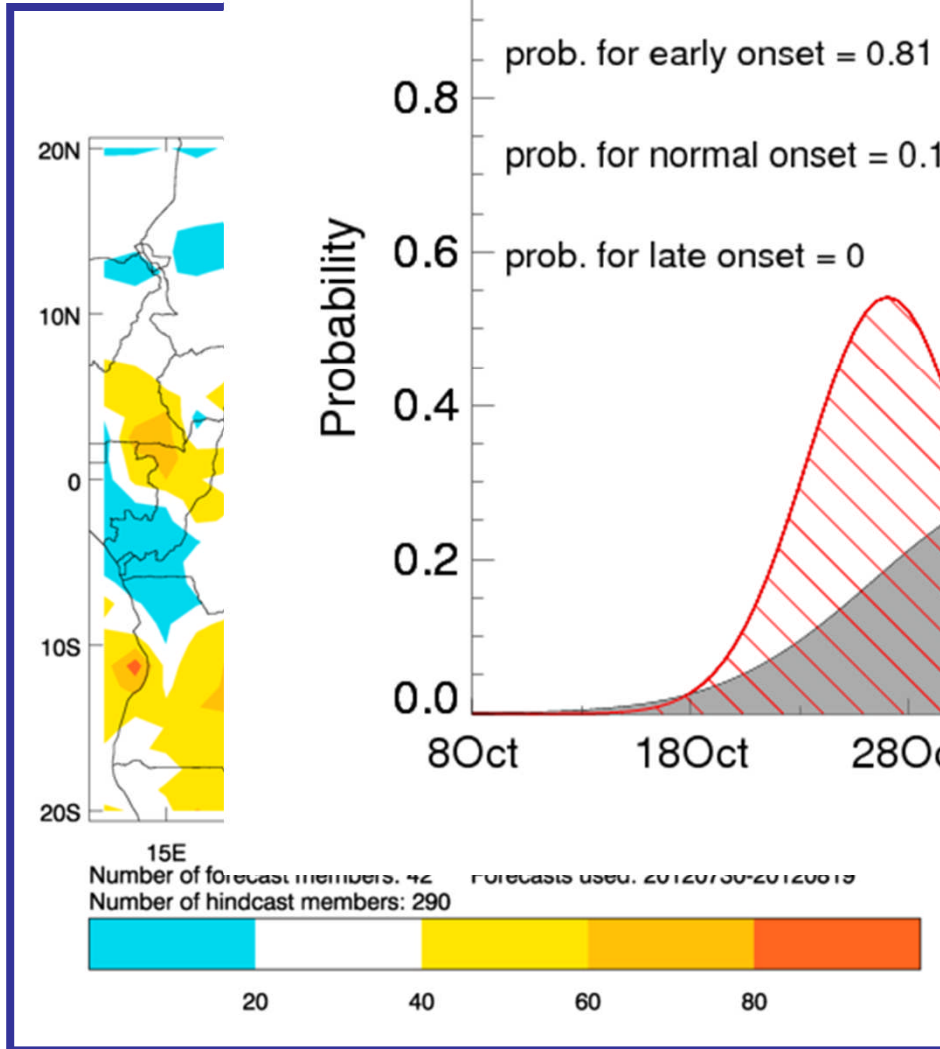 prob. for early onset = 0.81
0.8
prob. for normal onset = 0.1
0.6
prob. for late onset = 0
Probability
0.4
0.2
0.0
8Oct
18Oct
28O
20N
10N
0
10S
20S
15E
Number of forecast members: 42 Forecasts used: 20120730-20120819
Number of hindcast members: 290
20
40
60
80